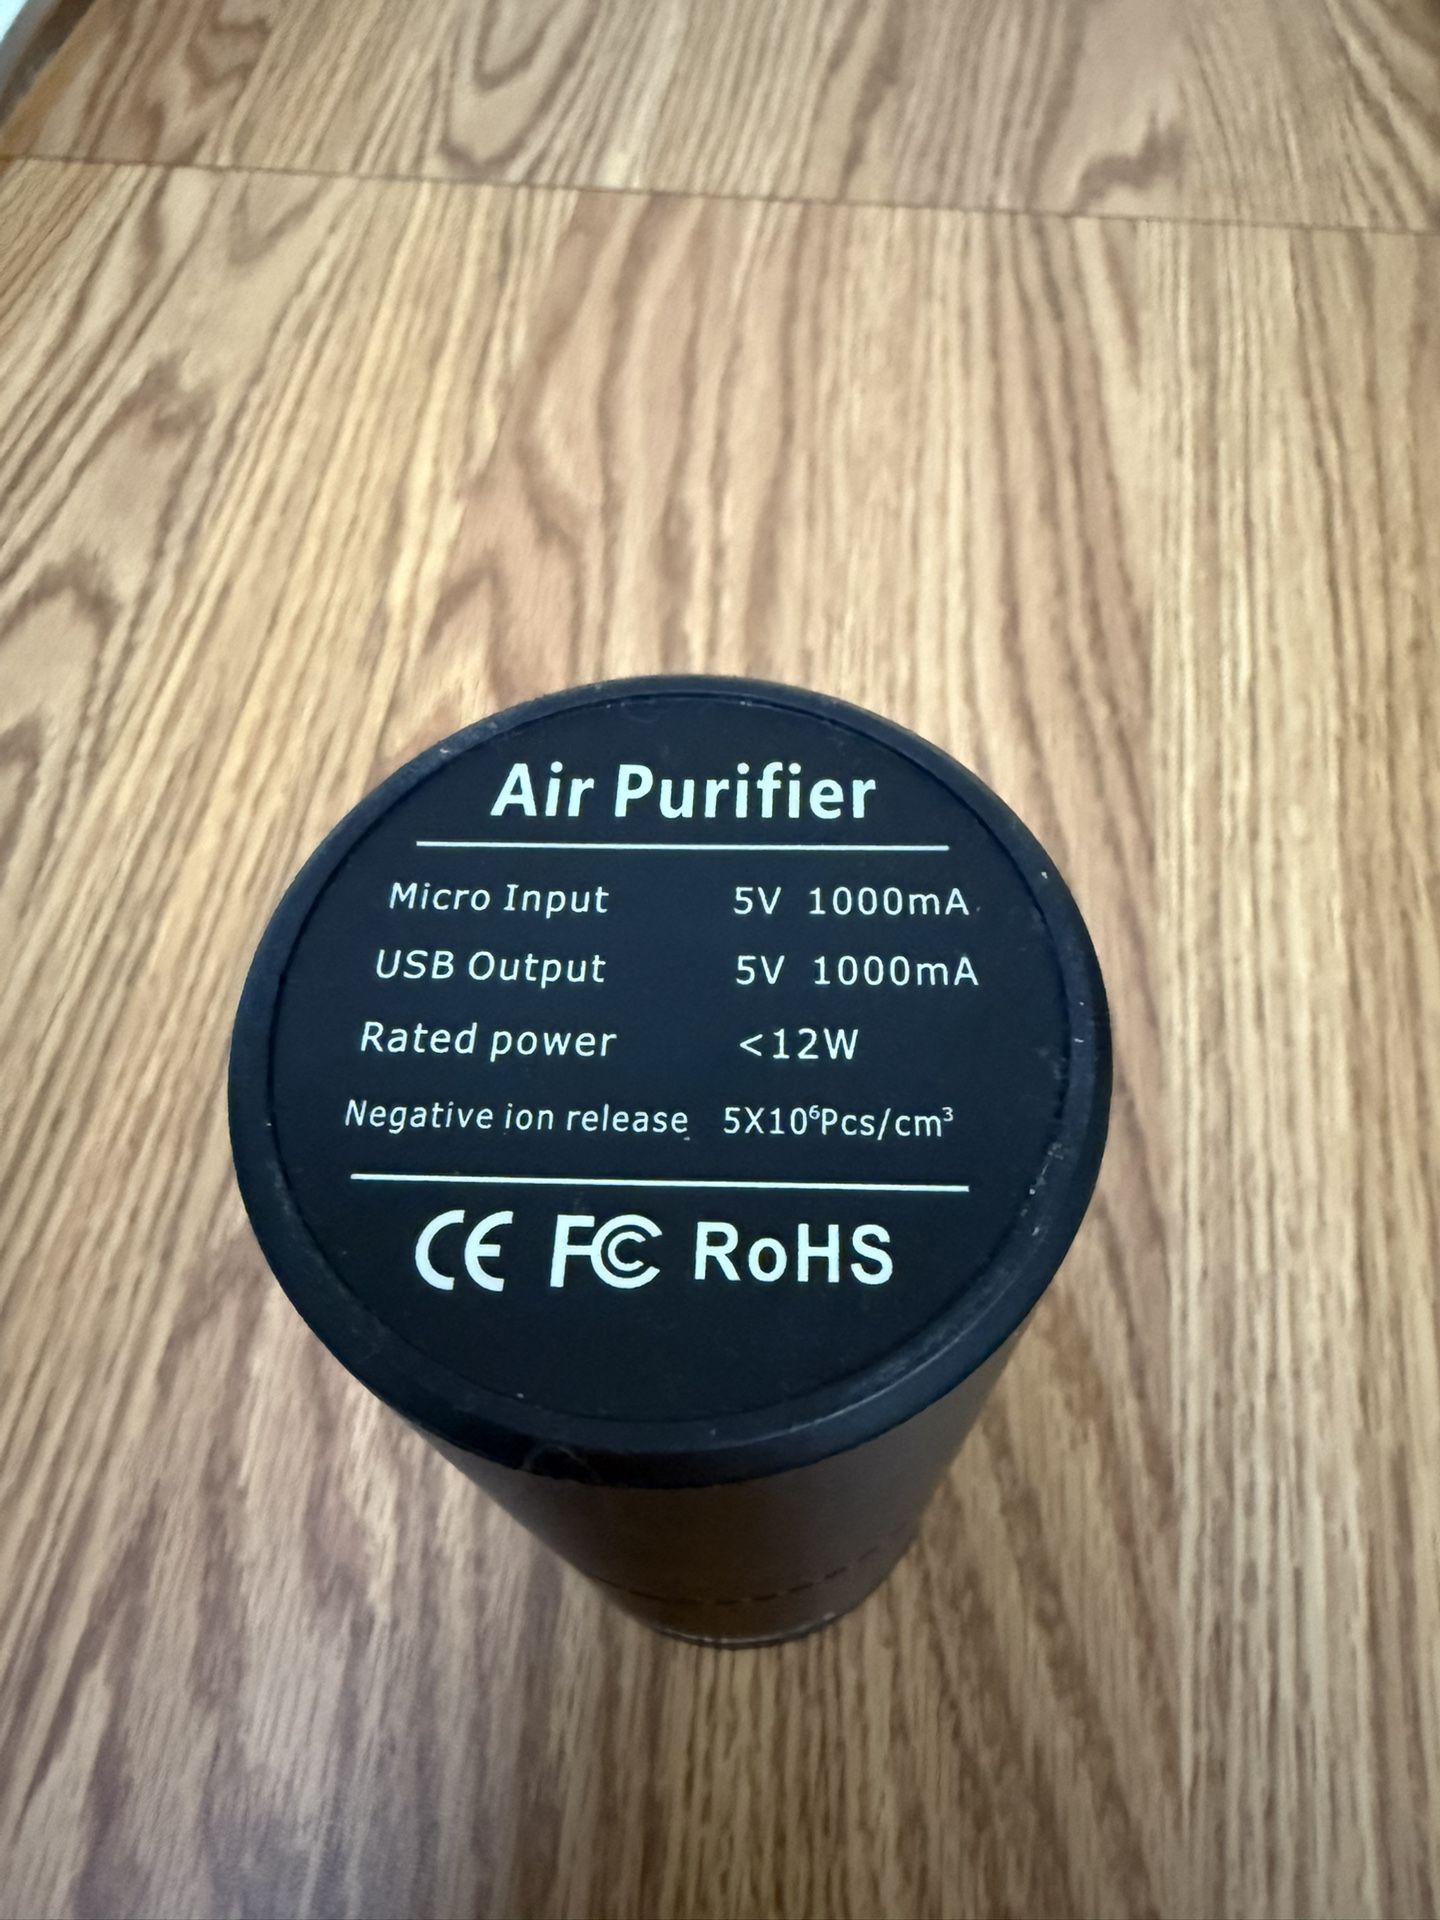 Air Purifier
Micro Input 5V 1000mA
USB Output 5V 1000mA
Rated power <12W
Negative ion release 5X10⁶Pcs/cm³
CE FC RoHS